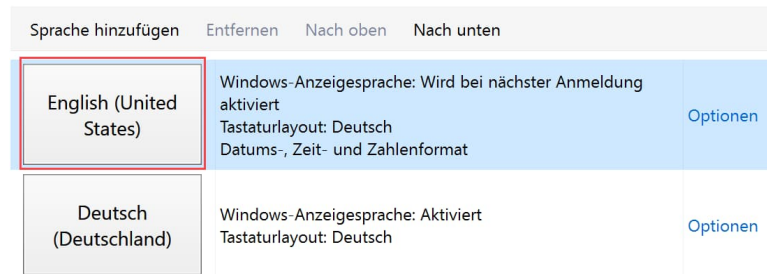 Sprache hinzufügen Entfernen Nach oben Nach unten
English (United
States)
Windows-Anzeigesprache: Wird bei nächster Anmeldung
aktiviert
Tastaturlayout: Deutsch
Datums-, Zeit- und Zahlenformat
Optionen
Deutsch
(Deutschland)
Windows-Anzeigesprache: Aktiviert
Tastaturlayout: Deutsch
Optionen